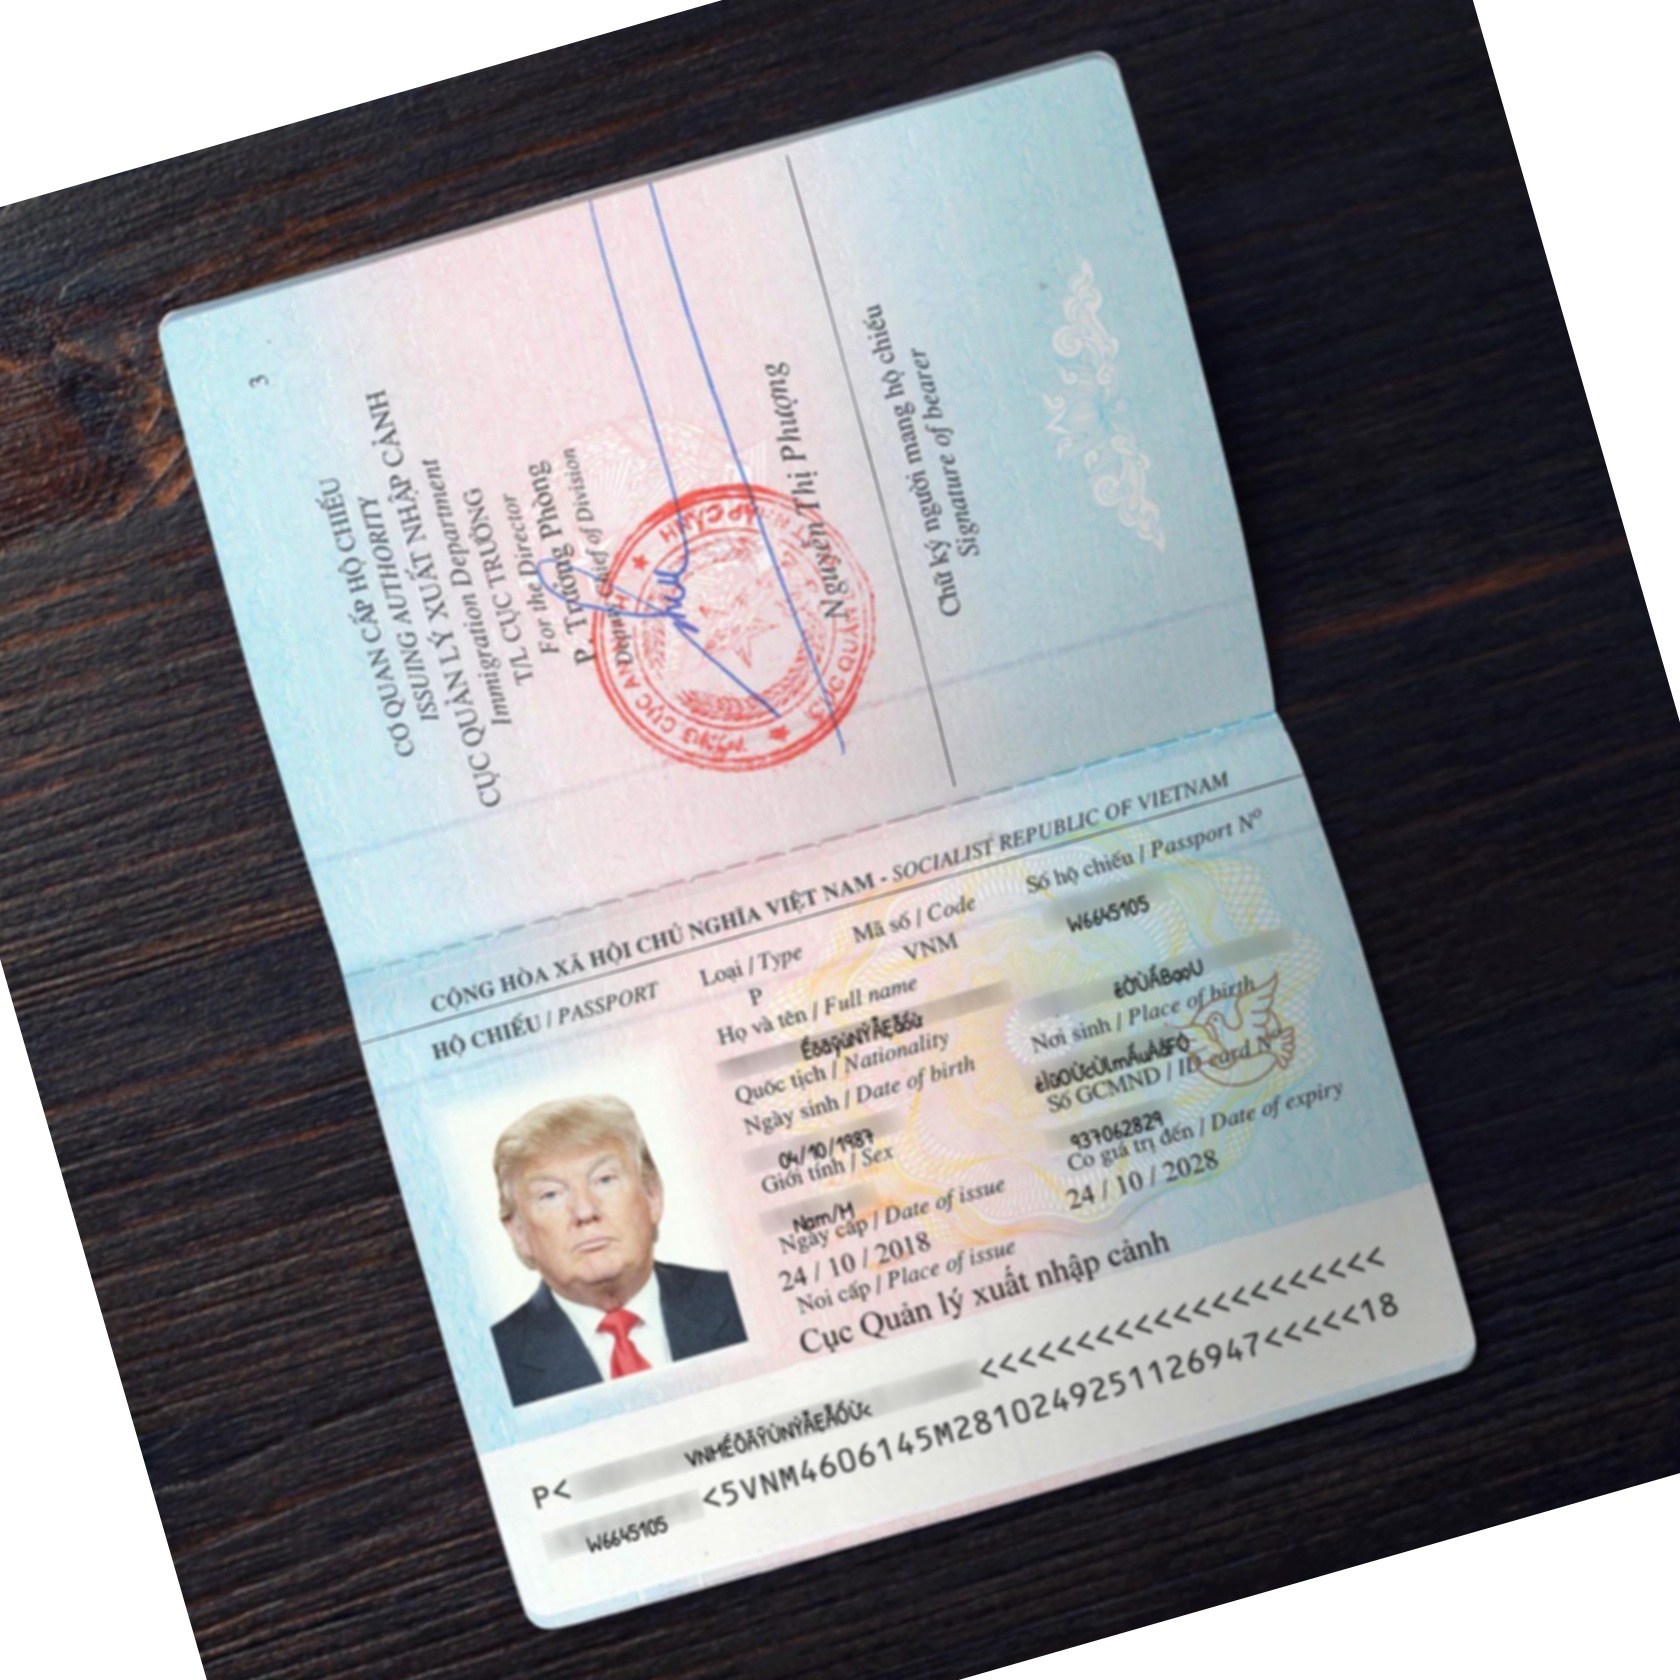 3
CƠ QUAN CẤP HỘ CHIẾU
ISSUING AUTHORITY
CỤC QUẢN LÝ XUẤT NHẬP CẢNH
Immigration Department
T/L CỤC TRƯỞNG
For the Director
P. Trưởng Phòng
Deputy Chief of Division
Nguyễn Thị Phượng
Chữ ký người mang hộ chiếu
Signature of bearer
CỘNG HÒA XÃ HỘI CHỦ NGHĨA VIỆT NAM - SOCIALIST REPUBLIC OF VIETNAM
HỘ CHIẾU / PASSPORT
Loại / Type
Mã số / Code
Số hộ chiếu / Passport Nº
P
VNM
W6645105
Họ và tên / Full name
Quốc tịch / Nationality
Nơi sinh / Place of birth
Ngày sinh / Date of birth
Số GCMND / ID card Nº
04/10/1987
937062829
Giới tính / Sex
Có giá trị đến / Date of expiry
Nam/M
24 / 10 / 2028
Ngày cấp / Date of issue
24 / 10 / 2018
Nơi cấp / Place of issue
Cục Quản lý xuất nhập cảnh
P<
<<<<<<<<<<<<<<<<<<<<
W6645105
<5VNM4606145M2810249251126947<<<<<18